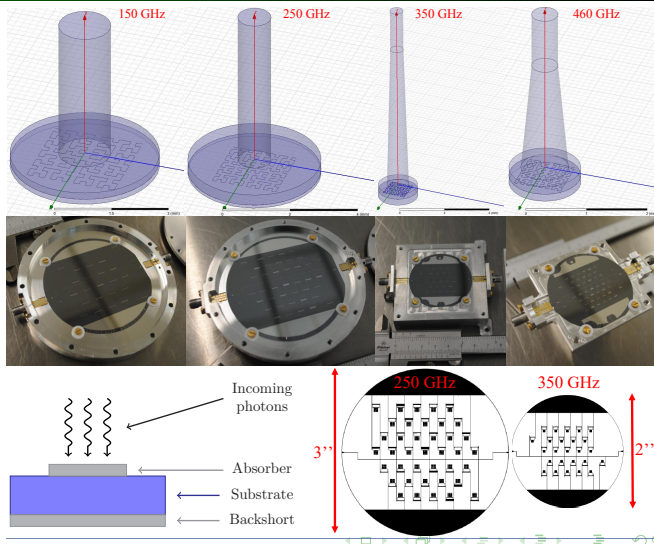 150 GHz
250 GHz
350 GHz
460 GHz
Incoming
photons
Absorber
Substrate
Backshort
3’’
250 GHz
350 GHz
2’’